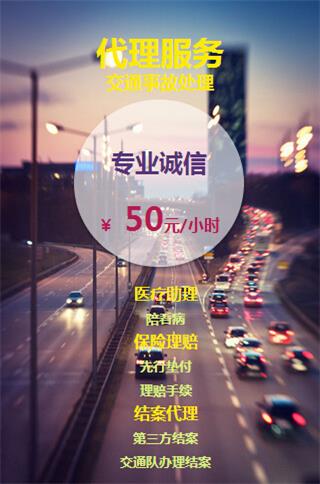 代理服务
交通事故处理
专业诚信
¥ 50元/小时
医疗助理
陪看病
保险理赔
先行垫付
理赔手续
结案代理
第三方结案
交通队办理结案